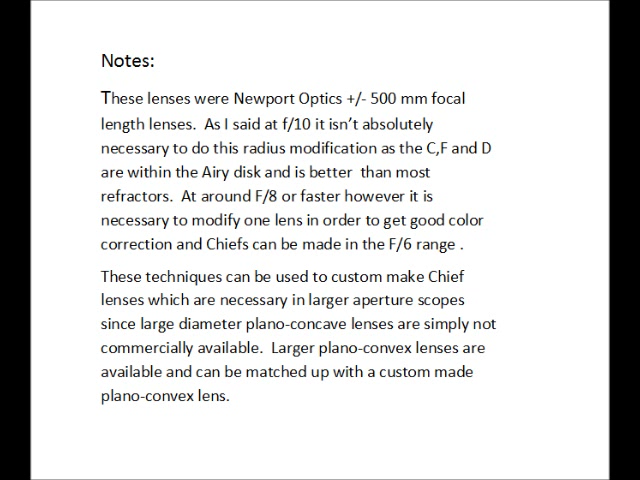 Notes:
These lenses were Newport Optics +/- 500 mm focal
length lenses.  As I said at f/10 it isn’t absolutely
necessary to do this radius modification as the C,F and D
are within the Airy disk and is better  than most
refractors.  At around F/8 or faster however it is
necessary to modify one lens in order to get good color
correction and Chiefs can be made in the F/6 range .
These techniques can be used to custom make Chief
lenses which are necessary in larger aperture scopes
since large diameter plano-concave lenses are simply not
commercially available.  Larger plano-convex lenses are
available and can be matched up with a custom made
plano-convex lens.